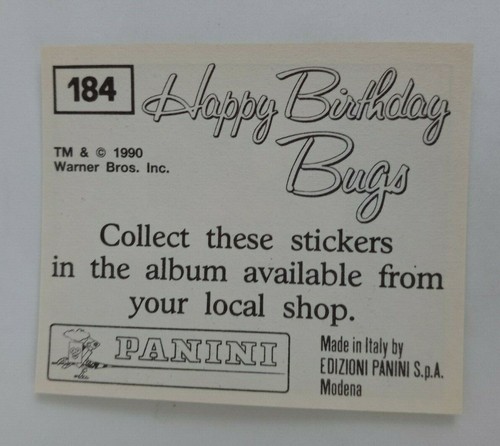 184
Happy Birthday
Bugs
TM & © 1990
Warner Bros. Inc.
Collect these stickers
in the album available from
your local shop.
PANINI
Made in Italy by
EDIZIONI PANINI S.p.A.
Modena